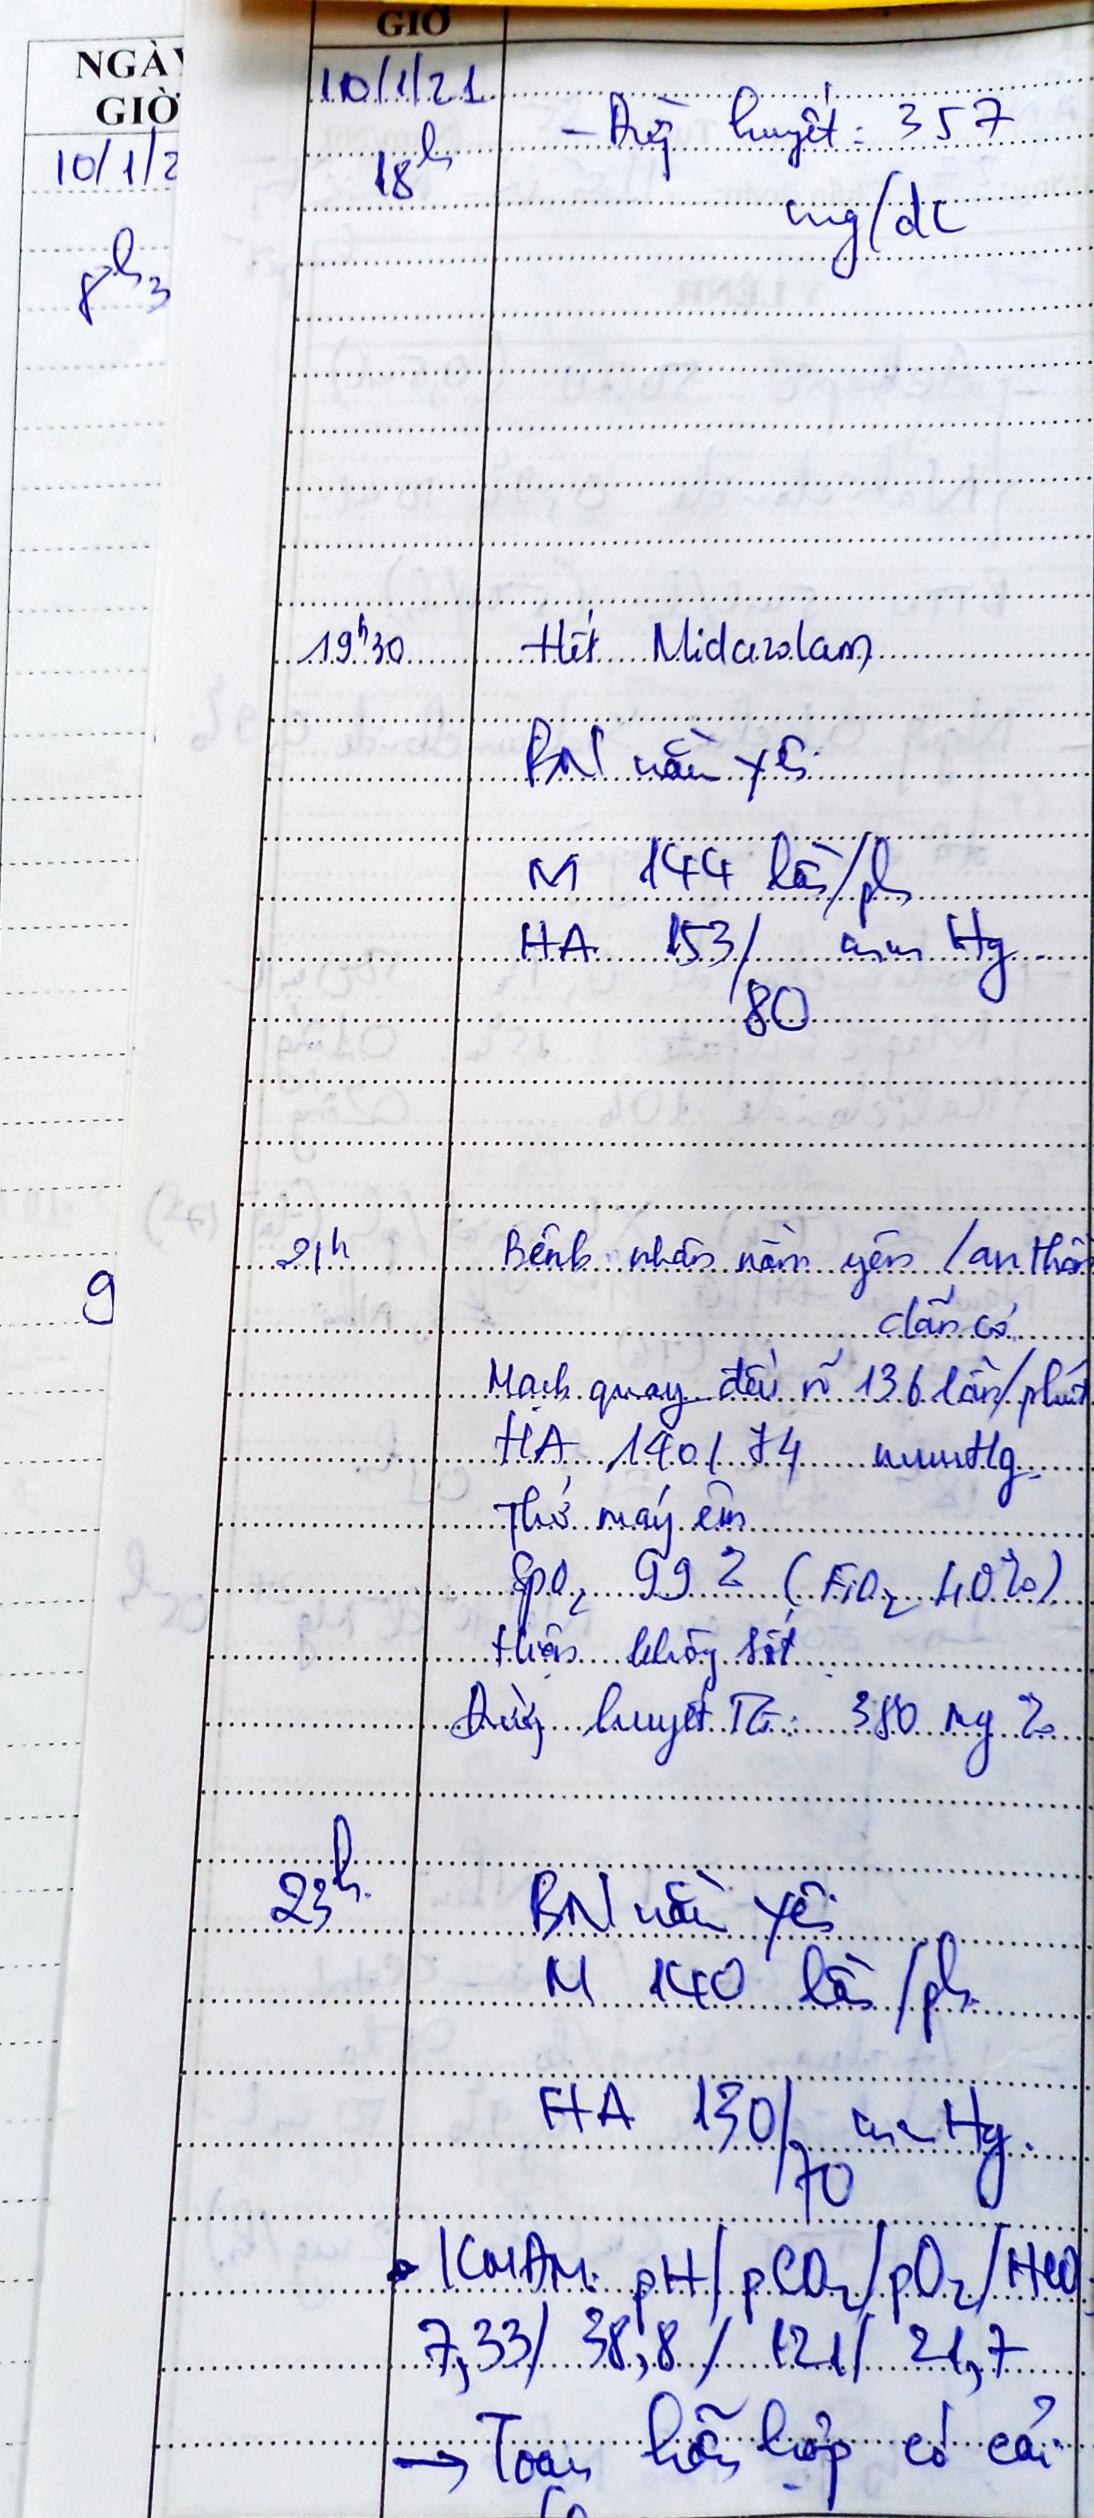 GIỜ
NGÀY
GIỜ
10/1/2
8h3
9
10/1/21
18h
- Đường huyết: 357
mg/dL
19h30
Hết Midazolam
BN nằm yên
M 144 lần/ph
HA 153/80 mmHg
21h
Bệnh nhân nằm yên / an thần
dãn cơ
Mạch quay đều rõ 136 lần/phút
HA 140/74 mmHg
Thở máy êm
SpO2 99% (FiO2 40%)
Hiện không sốt
Đường huyết TT: 380 mg%
23h
BN nằm yên
M 140 lần/ph
HA 130/70 mmHg.
KMĐM: pH/pCO2/pO2/HCO3
7,33/ 38,8 / 121/ 21,7
→ Toan hỗn hợp có cải